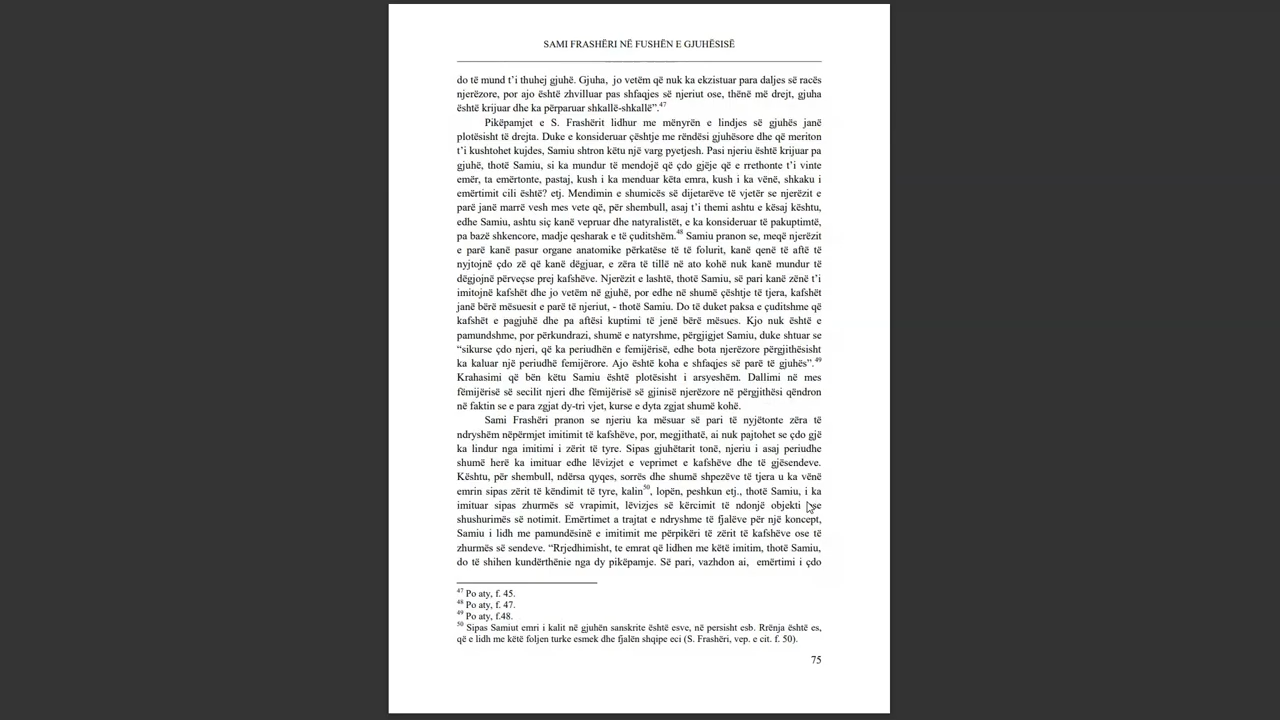 SAMI FRASHËRI NË FUSHËN E GJUHËSISË
do të mund t’i thuhej gjuhë. Gjuha, jo vetëm që nuk ka ekzistuar para daljes së racës
njerëzore, por ajo është zhvilluar pas shfaqjes së njeriut ose, thënë më drejt, gjuha
është krijuar dhe ka përparuar shkallë-shkallë”.47
Pikëpamjet e S. Frashërit lidhur me mënyrën e lindjes së gjuhës janë
plotësisht të drejta. Duke e konsideruar çështje me rëndësi gjuhësore dhe që meriton
t’i kushtohet kujdes, Samiu shtron këtu një varg pyetjesh. Pasi njeriu është krijuar pa
gjuhë, thotë Samiu, si ka mundur të mendojë që çdo gjëje që e rrethonte t’i vinte
emër, ta emërtonte, pastaj, kush i ka menduar këta emra, kush i ka vënë, shkaku i
emërtimit cili është? etj. Mendimin e shumicës së dijetarëve të vjetër se njerëzit e
parë janë marrë vesh mes vete që, për shembull, asaj t’i themi ashtu e kësaj kështu,
edhe Samiu, ashtu siç kanë vepruar dhe natyralistët, e ka konsideruar të pakuptimtë,
pa bazë shkencore, madje qesharak e të çuditshëm.48 Samiu pranon se, meqë njerëzit
e parë kanë pasur organe anatomike përkatëse të të folurit, kanë qenë të aftë të
nyjtojnë çdo zë që kanë dëgjuar, e zëra të tillë në ato kohë nuk kanë mundur të
dëgjojnë përveçse prej kafshëve. Njerëzit e lashtë, thotë Samiu, së pari kanë zënë t’i
imitojnë kafshët dhe jo vetëm në gjuhë, por edhe në shumë çështje të tjera, kafshët
janë bërë mësuesit e parë të njeriut, - thotë Samiu. Do të duket paksa e çuditshme që
kafshët e pagjuhë dhe pa aftësi kuptimi të jenë bërë mësues. Kjo nuk është e
pamundshme, por përkundrazi, shumë e natyrshme, përgjigjet Samiu, duke shtuar se
“sikurse çdo njeri, që ka periudhën e femijërisë, edhe bota njerëzore përgjithësisht
ka kaluar një periudhë femijërore. Ajo është koha e shfaqjes së parë të gjuhës”.49
Krahasimi që bën këtu Samiu është plotësisht i arsyeshëm. Dallimi në mes
fëmijërisë së secilit njeri dhe fëmijërisë së gjinisë njerëzore në përgjithësi qëndron
në faktin se e para zgjat dy-tri vjet, kurse e dyta zgjat shumë kohë.
Sami Frashëri pranon se njeriu ka mësuar së pari të nyjëtonte zëra të
ndryshëm nëpërmjet imitimit të kafshëve, por, megjithatë, ai nuk pajtohet se çdo gjë
ka lindur nga imitimi i zërit të tyre. Sipas gjuhëtarit tonë, njeriu i asaj periudhe
shumë herë ka imituar edhe lëvizjet e veprimet e kafshëve dhe të gjësendeve.
Kështu, për shembull, ndërsa qyqes, sorrës dhe shumë shpezëve të tjera u ka vënë
emrin sipas zërit të këndimit të tyre, kalin50, lopën, peshkun etj., thotë Samiu, i ka
imituar sipas zhurmës së vrapimit, lëvizjes së kërcimit të ndonjë objekti ose
shushurimës së notimit. Emërtimet a trajtat e ndryshme të fjalëve për një koncept,
Samiu i lidh me pamundësinë e imitimit me përpikëri të zërit të kafshëve ose të
zhurmës së sendeve. “Rrjedhimisht, te emrat që lidhen me këtë imitim, thotë Samiu,
do të shihen kundërthënie nga dy pikëpamje. Së pari, vazhdon ai, emërtimi i çdo
47 Po aty, f. 45.
48 Po aty, f. 47.
49 Po aty, f.48.
50 Sipas Samiut emri i kalit në gjuhën sanskrite është esve, në persisht esb. Rrënja është es,
që e lidh me këtë foljen turke esmek dhe fjalën shqipe eci (S. Frashëri, vep. e cit. f. 50).
75